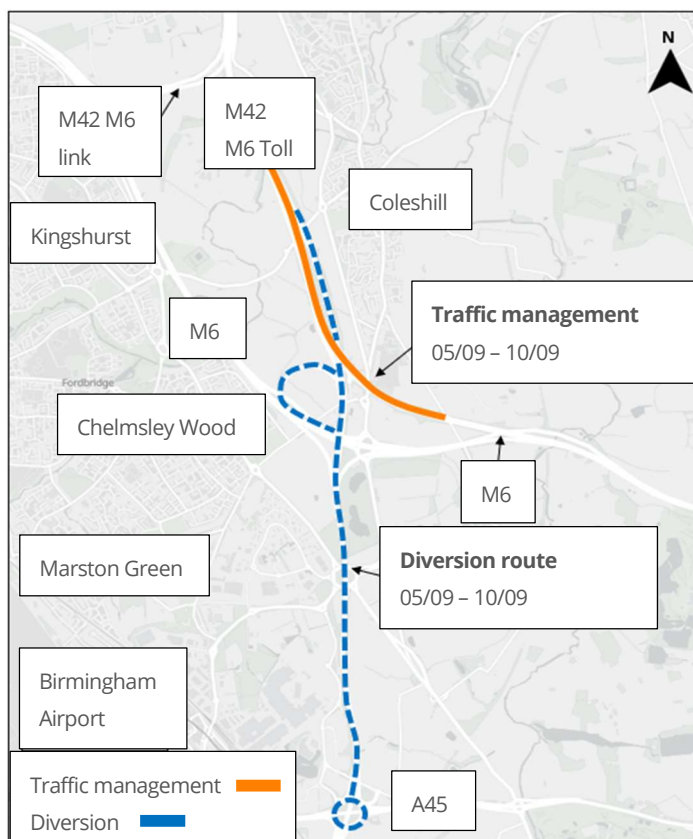 N
M42 M6
link
M42
M6 Toll
Coleshill
Kingshurst
Traffic management
05/09 – 10/09
M6
Fordbridge
Chelmsley Wood
M6
Diversion route
05/09 – 10/09
Marston Green
Birmingham
Airport
Traffic management
Diversion
A45